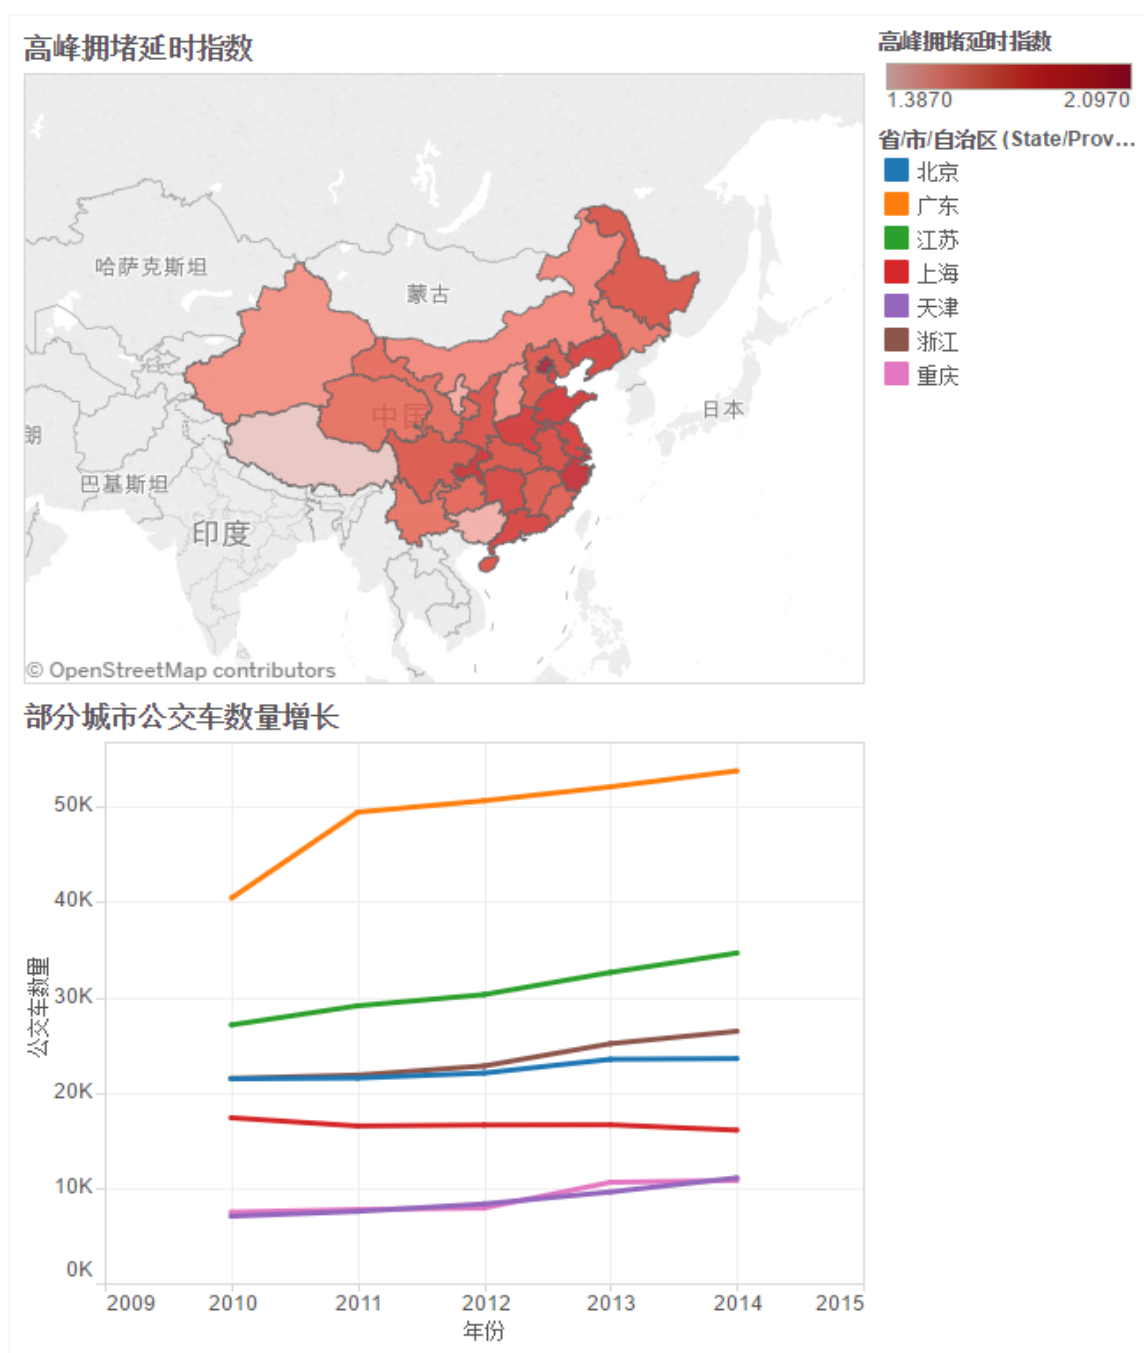 高峰拥堵延时指数
哈萨克斯坦
蒙古
中国
日本
朗
巴基斯坦
印度
© OpenStreetMap contributors
高峰拥堵延时指数
1.3870 2.0970
省/市/自治区 (State/Prov...
北京
广东
江苏
上海
天津
浙江
重庆
部分城市公交车数量增长
公交车数量
50K
40K
30K
20K
10K
0K
2009 2010 2011 2012 2013 2014 2015
年份